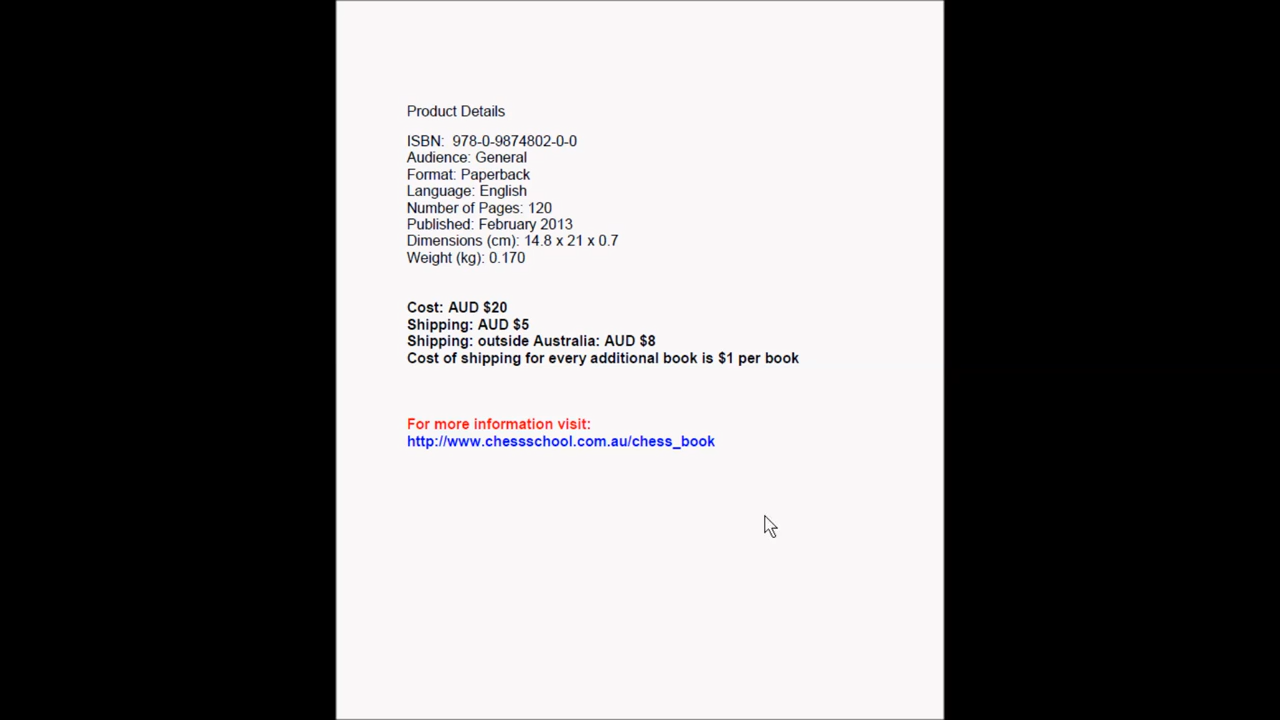 Product Details
ISBN:  978-0-9874802-0-0
Audience: General
Format: Paperback
Language: English
Number of Pages: 120
Published: February 2013
Dimensions (cm): 14.8 x 21 x 0.7
Weight (kg): 0.170
Cost: AUD $20
Shipping: AUD $5
Shipping: outside Australia: AUD $8
Cost of shipping for every additional book is $1 per book
For more information visit:
http://www.chessschool.com.au/chess_book